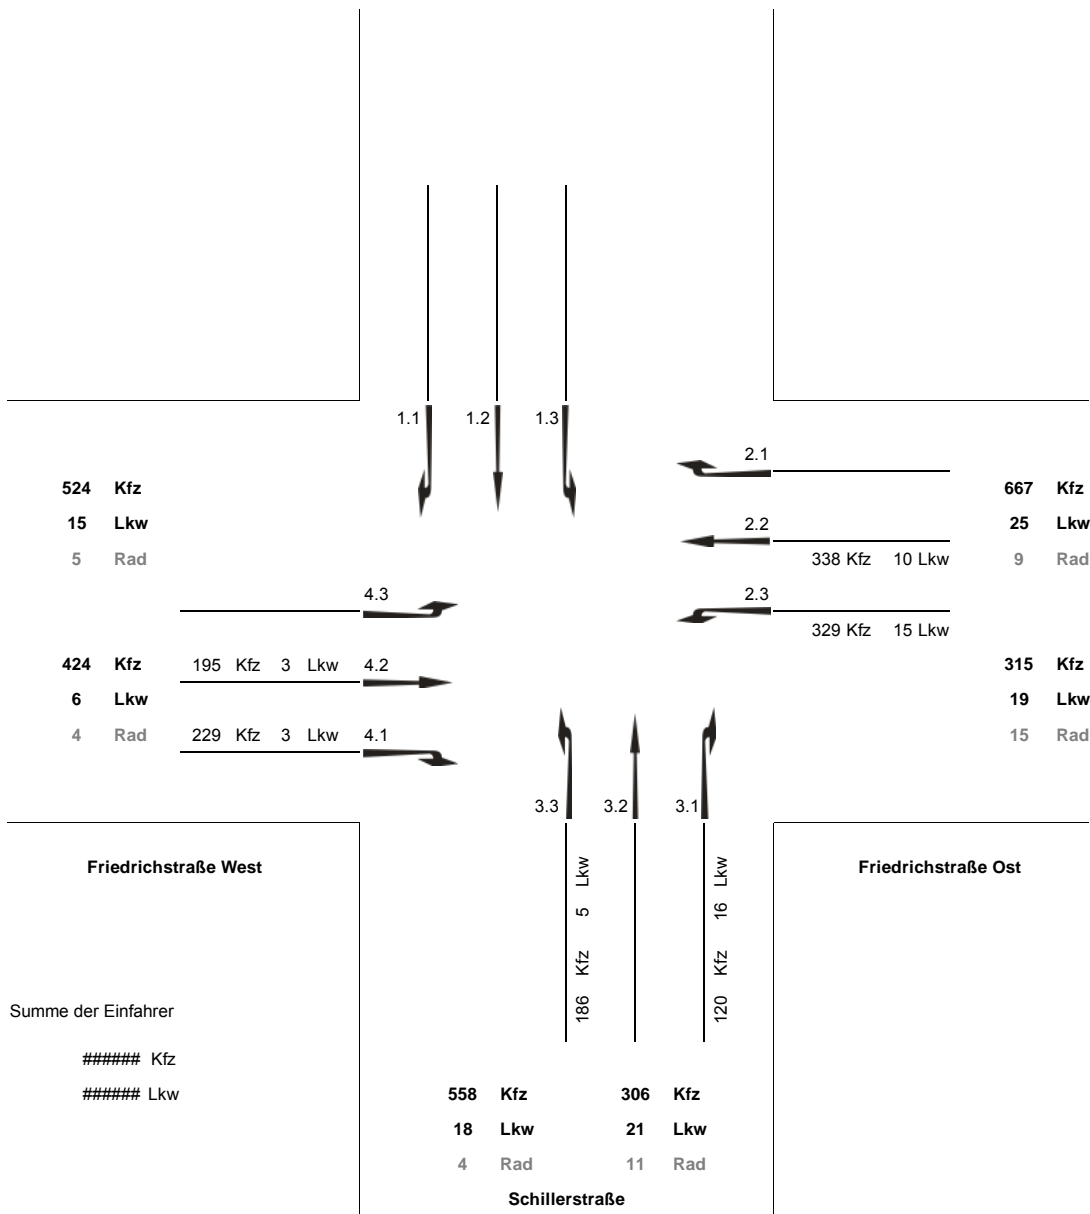 1.1 1.2 1.3
2.1
524 Kfz
667 Kfz
15 Lkw
2.2
25 Lkw
5 Rad
338 Kfz 10 Lkw
9 Rad
4.3
2.3
329 Kfz 15 Lkw
424 Kfz
195 Kfz 3 Lkw 4.2
315 Kfz
6 Lkw
19 Lkw
4 Rad
229 Kfz 3 Lkw 4.1
15 Rad
3.3 3.2 3.1
Friedrichstraße West
Friedrichstraße Ost
186 Kfz 5 Lkw
120 Kfz 16 Lkw
Summe der Einfahrer
###### Kfz
###### Lkw
558 Kfz 306 Kfz
18 Lkw 21 Lkw
4 Rad 11 Rad
Schillerstraße